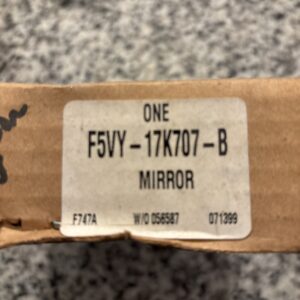 ONE
F5VY-17K707-B
MIRROR
F747A W/O 056587 071399